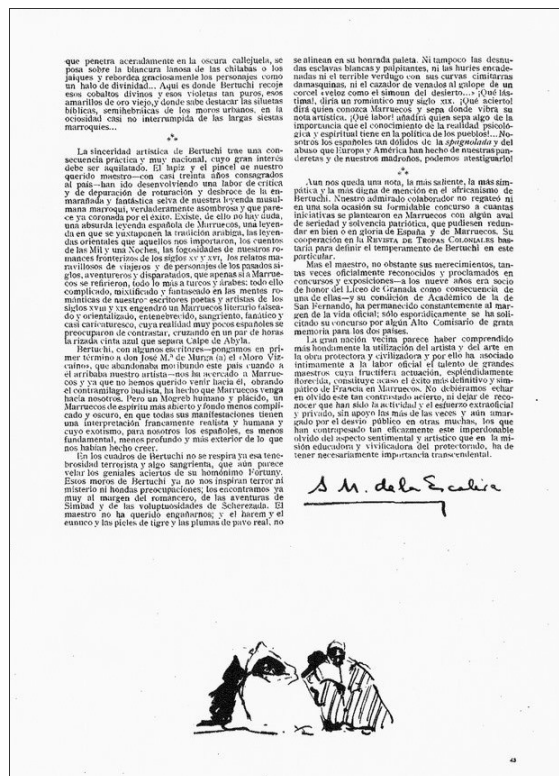 que penetra aceradamente en la oscura callejuela, se
posa sobre la blancura lanosa de las chilabas o los
jaiques y rebordea graciosamente los personajes como
un halo de divinidad... Aquí es donde Bertuchi recoje
esos cobaltos divinos y esos violetas tan puros, esos
amarillos de oro viejo, y donde sabe destacar las siluetas
bíblicas, semihebraicas de los moros urbanos, en la
ociosidad casi no interrumpida de las largas siestas
marroquíes...
La sinceridad artística de Bertuchi trae una con-
secuencia práctica y muy nacional, cuyo gran interés
debe ser aquilatado. El lápiz y el pincel de nuestro
querido maestro—con casi treinta años consagrados
al país—han ido desenvolviendo una labor de crítica
y de depuración de roturación y desbroce de la en-
marañada y fantástica selva de nuestra leyenda musul-
mana marroquí, verdaderamente asombrosa y que pare-
ce ya coronada por el éxito. Existe, de ello no hay duda,
una absurda leyenda española de Marruecos, una leyen-
da en que se yuxtaponen la tradición arábiga, las leyen-
das orientales que aquellos nos importaron, los cuentos
de las Mil y una Noches, las fogosidades de nuestros ro-
mances fronterizos de los siglos XV y XVI, los relatos ma-
ravillosos de viajeros y de personajes de los pasados si-
glos, aventureros y disparatados, que apenas si a Marrue-
cos se refirieron, todo lo más a turcos y árabes: todo ello
complicado, mixtificado y fantaseado en las mentes ro-
mánticas de nuestros escritores poetas y artistas de los
siglos XVIII y XIX engendró un Marruecos literario falsea-
do y orientalizado, entenebrecido, sangriento, fanático y
casi caricaturesco, cuya realidad muy pocos españoles se
preocuparon de contrastar, cruzando en un par de horas
la rizada cinta azul que separa Calpe de Abyla.
Bertuchi, con algunos escritores—pongamos en pri-
mer término a don José M.ª de Murga (a) el «Moro Viz-
caíno», que abandonaba moribundo este país cuando a
él arribaba nuestro artista—nos ha acercado a Marrue-
cos y ya que no hemos querido venir hacia él, obrando
el contramilagro budista, ha hecho que Marruecos venga
hacia nosotros. Pero un Mogreb humano y plácido, un
Marruecos de espíritu más abierto y fondo menos compli-
cado y oscuro, en que todas sus manifestaciones tienen
una interpretación francamente realista y humana y
cuyo exotismo, para nosotros los españoles, es menos
fundamental, menos profundo y más exterior de lo que
nos habían hecho creer.
En los cuadros de Bertuchi no se respira ya esa tene-
brosidad terrorista y algo sangrienta, que aún parece
velar los geniales aciertos de su homónimo Fortuny.
Estos moros de Bertuchi ya no nos inspiran terror ni
misterio ni hondas preocupaciones; los encontramos ya
muy al margen del romancero, de las aventuras de
Simbad y de las voluptuosidades de Scherezada. El
maestro no ha querido engañarnos; y el harem y el
eunuco y las pieles de tigre y las plumas de pavo real, no
se alinean en su honrada paleta. Ni tampoco las desnu-
das esclavas blancas y palpitantes, ni las huríes encade-
nadas ni el terrible verdugo con sus curvas cimitarras
damasquinas, ni el cazador de venados al galope de un
corcel «veloz como el simoun del desierto...» ¡Qué lás-
tima!, diría un romántico muy siglo XIX. ¡Qué acierto!
dirá quien conozca Marruecos y sepa donde vibra su
nota artística. ¡Qué labor! añadirá quien sepa algo de la
importancia que el conocimiento de la realidad psicoló-
gica y espiritual tiene en la política de los pueblos!... No-
sotros los españoles tan dolidos de la spagnolada y del
abuso que Europa y América han hecho de nuestras pan-
deretas y de nuestros madroños, podemos atestiguarlo!
Aun nos queda una nota, la más saliente, la más sim-
pática y la más digna de mención en el africanismo de
Bertuchi. Nuestro admirado colaborador no regateó ni
en una sola ocasión su formidable concurso a cuantas
iniciativas se plantearon en Marruecos con algún aval
de seriedad y solvencia patriótica, que pudiesen redun-
dar en bien o en gloria de España y de Marruecos. Su
cooperación en la REVISTA DE TROPAS COLONIALES bas-
taría para definir el temperamento de Bertuchi en este
particular.
Mas el maestro, no obstante sus merecimientos, tan-
tas veces oficialmente reconocidos y proclamados en
concursos y exposiciones—a los nueve años era socio
de honor del Liceo de Granada como consecuencia de
una de ellas—y su condición de Académico de la de
San Fernando, ha permanecido constantemente al mar-
gen de la vida oficial; sólo esporádicamente se ha soli-
citado su concurso por algún Alto Comisario de grata
memoria para los dos países.
La gran nación vecina parece haber comprendido
más hondamente la utilización del artista y del arte en
la obra protectora y civilizadora y por ello ha asociado
íntimamente a la labor oficial el talento de grandes
maestros cuya fructífera actuación, espléndidamente
florecida, constituye acaso el éxito más definitivo y sim-
pático de Francia en Marruecos. No debiéramos echar
en olvido este tan contrastado acierto, ni dejar de reco-
nocer que han sido la actividad y el esfuerzo extraoficial
y privado, sin apoyo las más de las veces y aún amar-
gado por el desvío público en otras muchas, los que
han contrapesado tan eficazmente este imperdonable
olvido del aspecto sentimental y artístico que en la mi-
sión educadora y vivificadora del protectorado, ha de
tener necesariamente importancia transcendental.
S M. de la Escalera
43